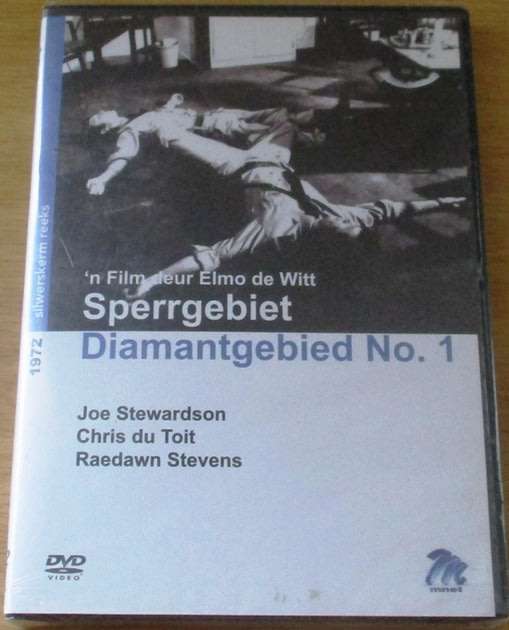 'n Film deur Elmo de Witt
Sperrgebiet
Diamantgebied No. 1
1972 silwerskerm reeks
Joe Stewardson
Chris du Toit
Raedawn Stevens
DVD
VIDEO
mnet